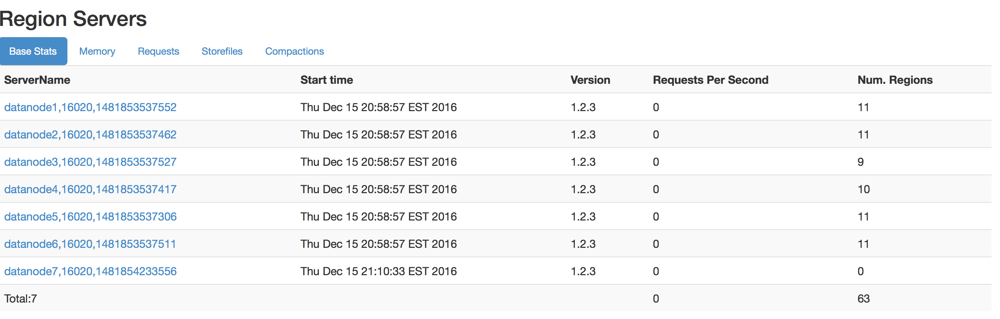 Region Servers
Base Stats Memory Requests Storefiles Compactions
ServerName Start time Version Requests Per Second Num. Regions
datanode1,16020,1481853537552 Thu Dec 15 20:58:57 EST 2016 1.2.3 0 11
datanode2,16020,1481853537462 Thu Dec 15 20:58:57 EST 2016 1.2.3 0 11
datanode3,16020,1481853537527 Thu Dec 15 20:58:57 EST 2016 1.2.3 0 9
datanode4,16020,1481853537417 Thu Dec 15 20:58:57 EST 2016 1.2.3 0 10
datanode5,16020,1481853537306 Thu Dec 15 20:58:57 EST 2016 1.2.3 0 11
datanode6,16020,1481853537511 Thu Dec 15 20:58:57 EST 2016 1.2.3 0 11
datanode7,16020,1481854233556 Thu Dec 15 21:10:33 EST 2016 1.2.3 0 0
Total:7 0 63